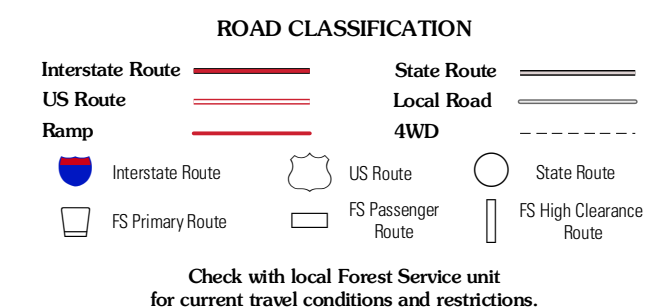 ROAD CLASSIFICATION
Interstate Route
State Route
US Route
Local Road
Ramp
4WD
Interstate Route
US Route
State Route
FS Primary Route
FS Passenger
Route
FS High Clearance
Route
Check with local Forest Service unit
for current travel conditions and restrictions.